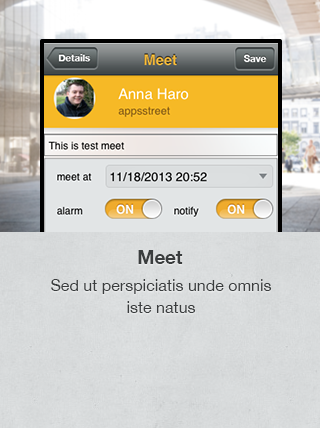 Details
Meet
Save
Anna Haro
appsstreet
This is test meet
meet at
11/18/2013 20:52
alarm
ON
notify
ON
Meet
Sed ut perspiciatis unde omnis
iste natus